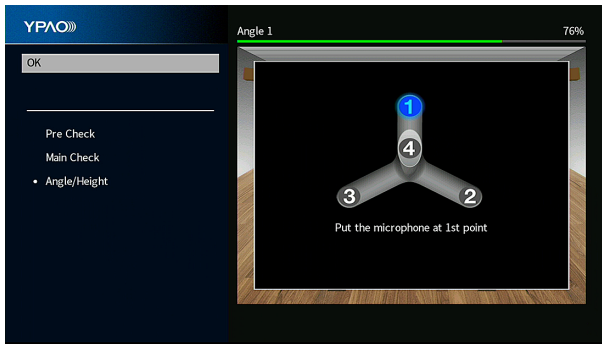 YPAO
OK
Pre Check
Main Check
• Angle/Height
Angle 1
76%
1
4
3
2
Put the microphone at 1st point